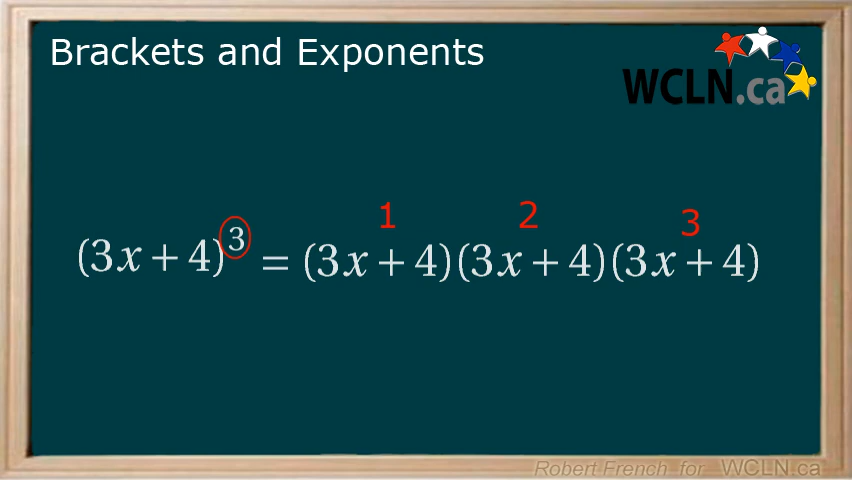 Brackets and Exponents
WCLN.ca
1 2 3
(3x + 4)³ = (3x + 4)(3x + 4)(3x + 4)
Robert French for WCLN.ca